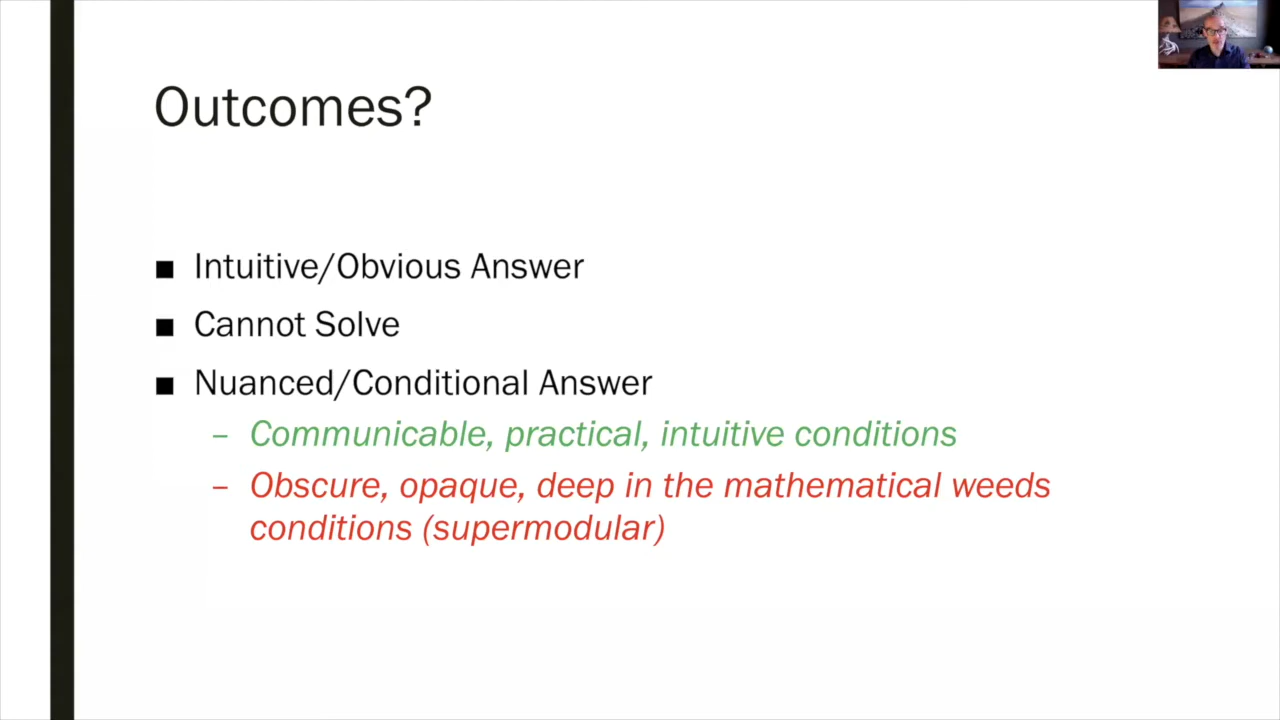 Outcomes?
■ Intuitive/Obvious Answer
■ Cannot Solve
■ Nuanced/Conditional Answer
– Communicable, practical, intuitive conditions
– Obscure, opaque, deep in the mathematical weeds
conditions (supermodular)